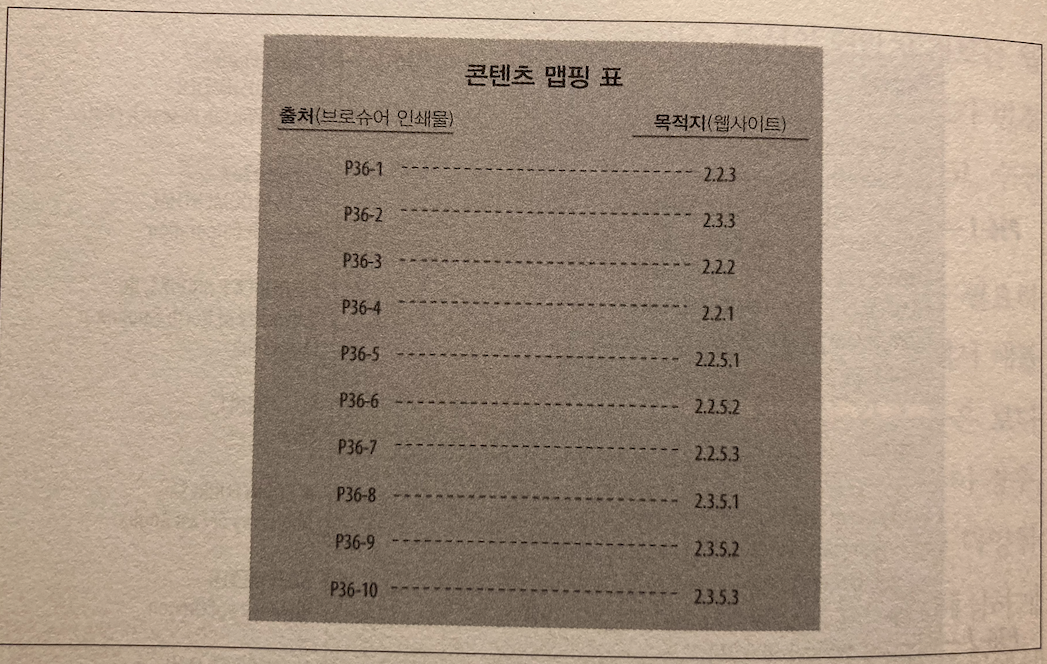 콘텐츠 맵핑 표
출처(브로슈어 인쇄물) 목적지(웹사이트)
P36-1 2.2.3
P36-2 2.3.3
P36-3 2.2.2
P36-4 2.2.1
P36-5 2.2.5.1
P36-6 2.2.5.2
P36-7 2.2.5.3
P36-8 2.3.5.1
P36-9 2.3.5.2
P36-10 2.3.5.3